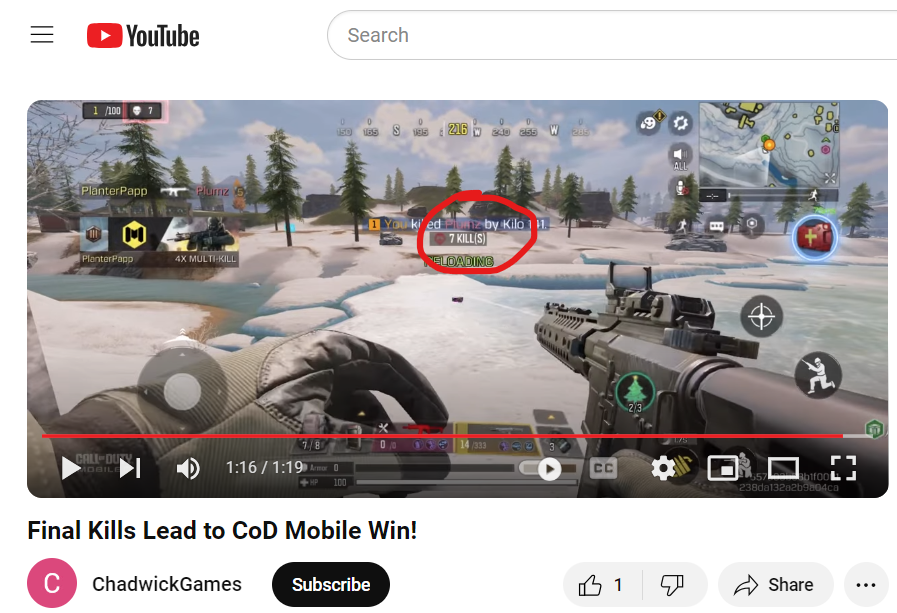 YouTube
Search
1 /100 7
150 165 S 195 216 W 240 255 W 285
ALL
PlanterPapp Plumz
1 You killed Plumz by Kilo 141.
7 KILL(S)
RELOADING
PlanterPapp 4X MULTI-KILL
2/3
7/8 0/0 14/333 3
CALL OF DUTY
MOBILE
Armor 0
HP 100
1:16 / 1:19
CC
238da132a2b9a04ca
Final Kills Lead to CoD Mobile Win!
C ChadwickGames Subscribe 1 Share